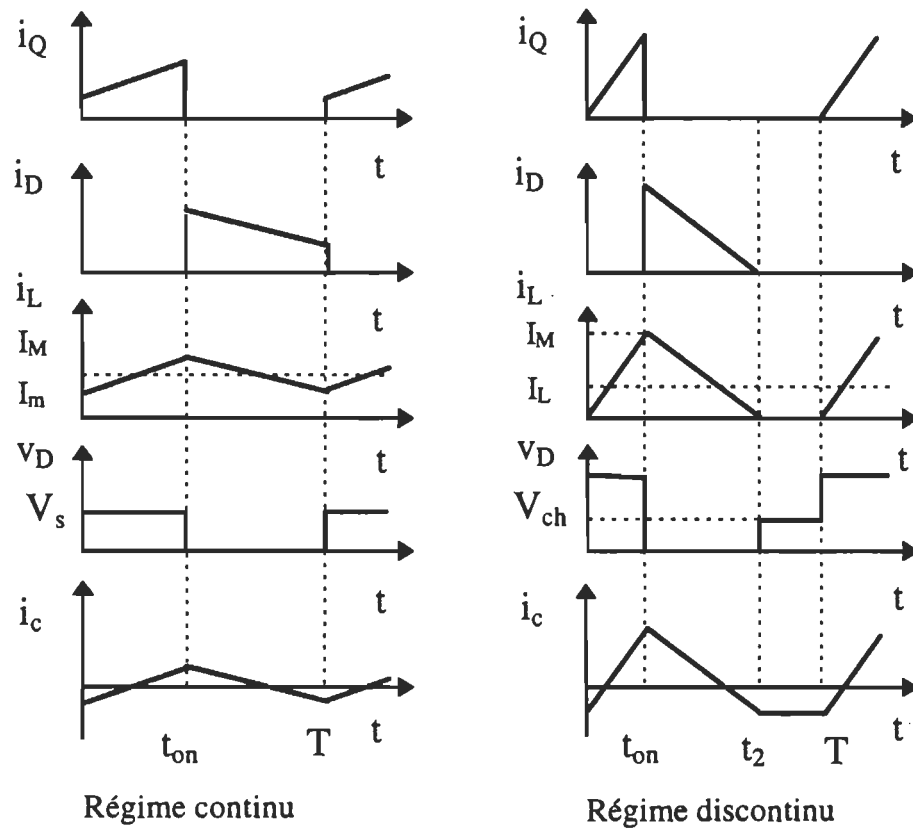 i_Q
t
i_D
t
i_L
I_M
I_m
t
v_D
V_s
t
i_c
t_on
T
t
Régime continu
i_Q
t
i_D
t
i_L
I_M
I_L
t
v_D
V_ch
t
i_c
t
t_on
t_2
T
Régime discontinu